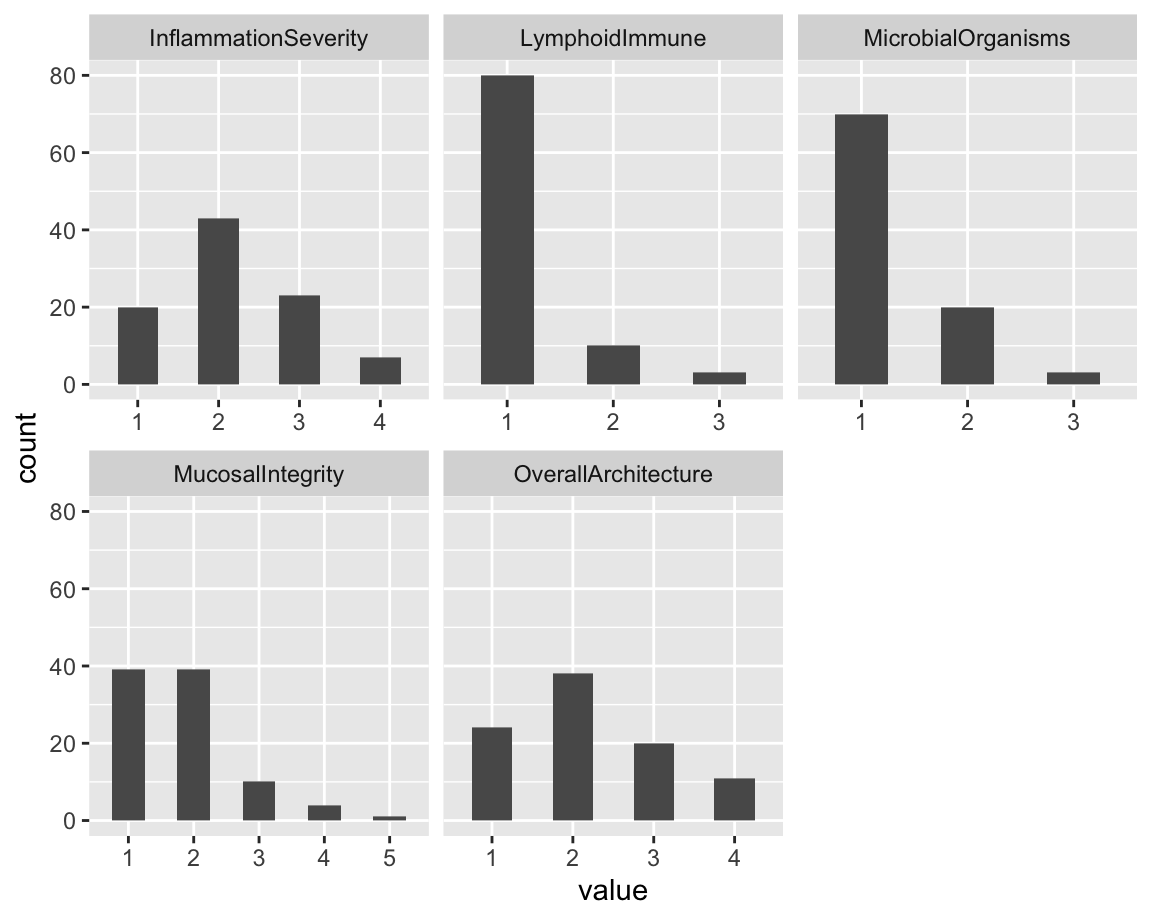 InflammationSeverity LymphoidImmune MicrobialOrganisms
80
60
40
20
0
1 2 3 4 1 2 3 1 2 3
count
MucosalIntegrity OverallArchitecture
80
60
40
20
0
1 2 3 4 5 1 2 3 4
value